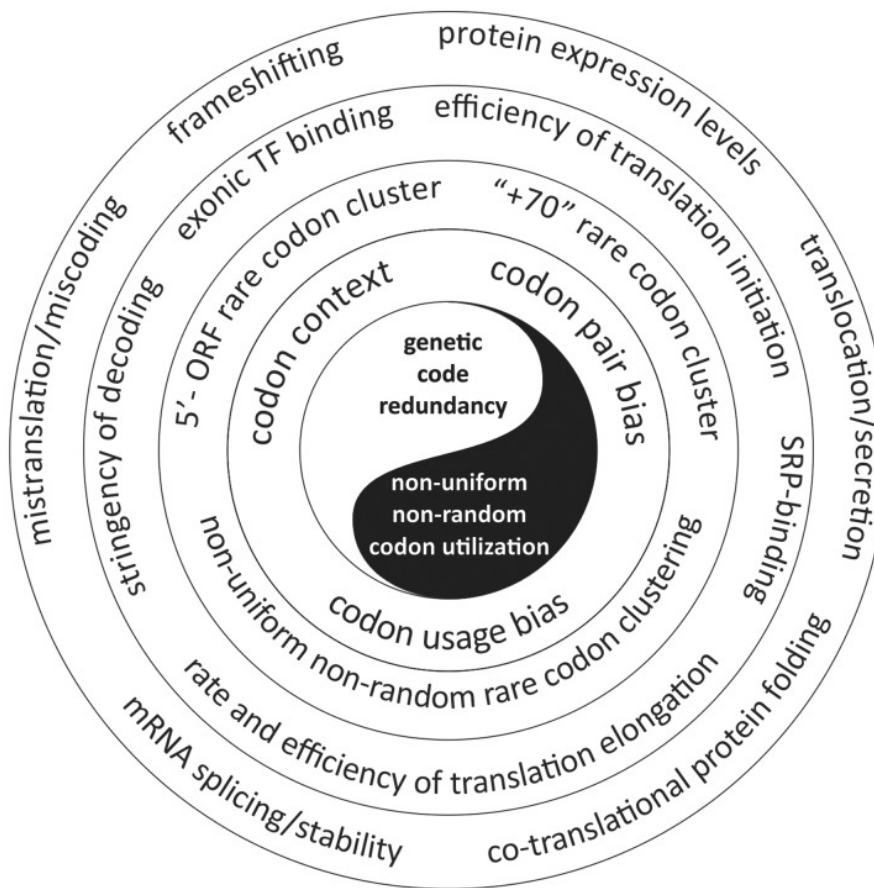 frameshifting
protein expression levels
translocation/secretion
co-translational protein folding
mRNA splicing/stability
mistranslation/miscoding
exonic TF binding
efficiency of translation initiation
SRP-binding
rate and efficiency of translation elongation
stringency of decoding
5'- ORF rare codon cluster
“+70” rare codon cluster
non-uniform non-random rare codon clustering
codon context
codon pair bias
codon usage bias
genetic
code
redundancy
non-uniform
non-random
codon utilization